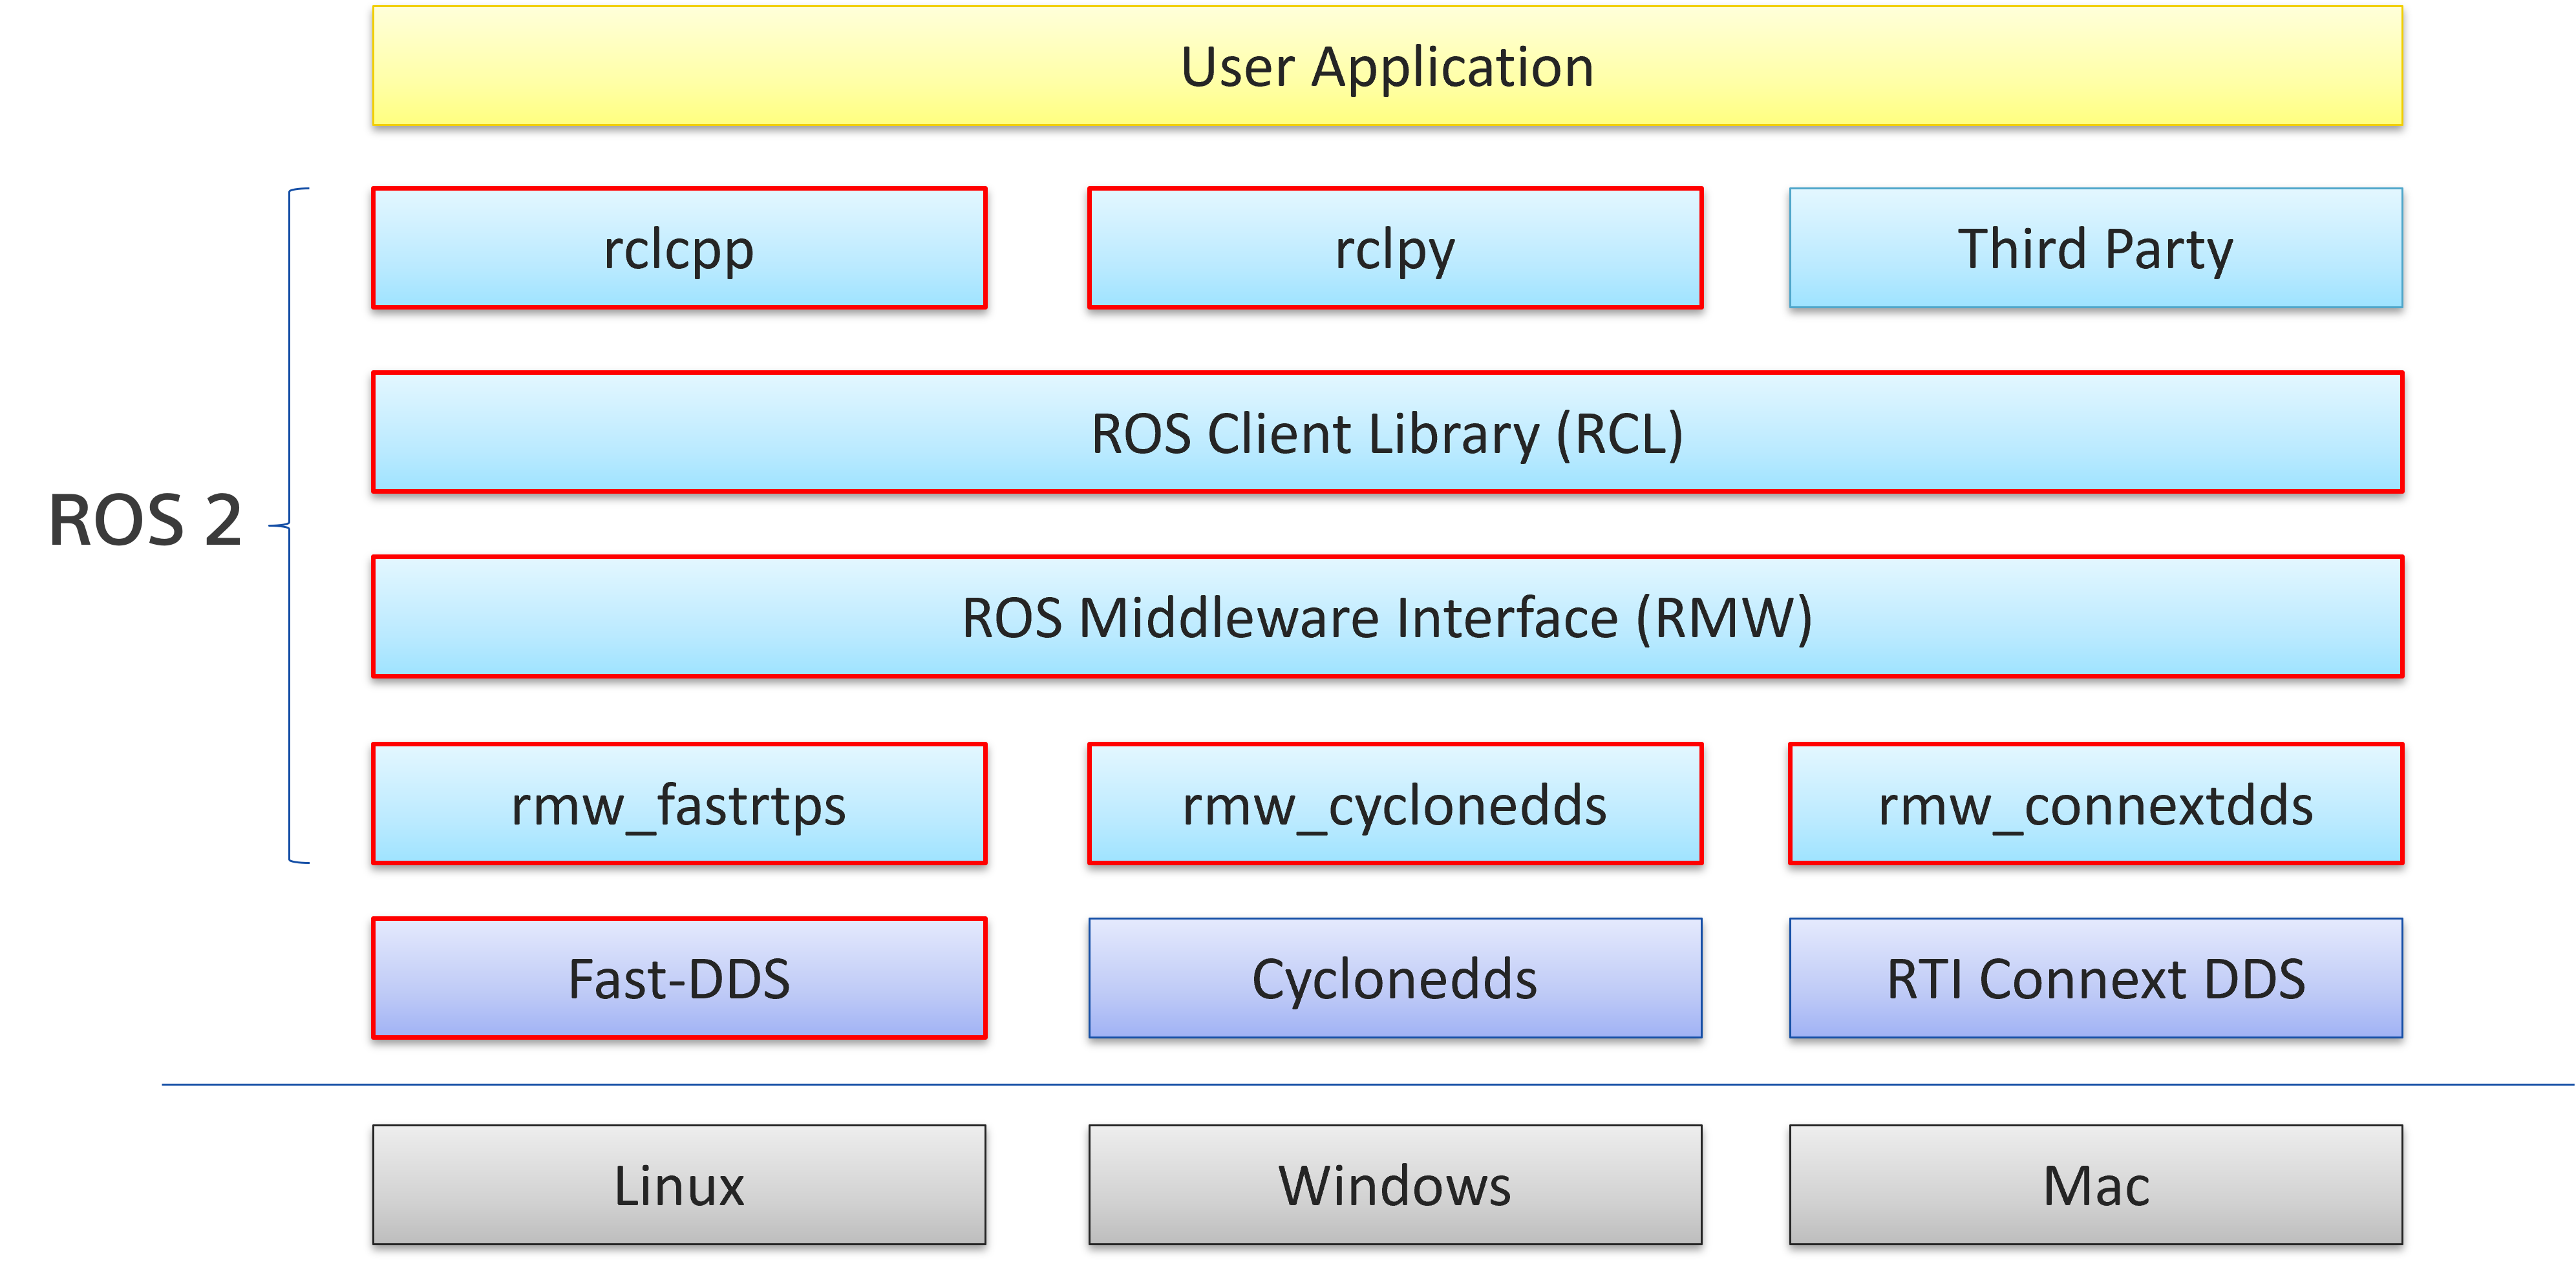 User Application
rclcpp
rclpy
Third Party
ROS Client Library (RCL)
ROS 2
ROS Middleware Interface (RMW)
rmw_fastrtps
rmw_cyclonedds
rmw_connextdds
Fast-DDS
Cyclonedds
RTI Connext DDS
Linux
Windows
Mac